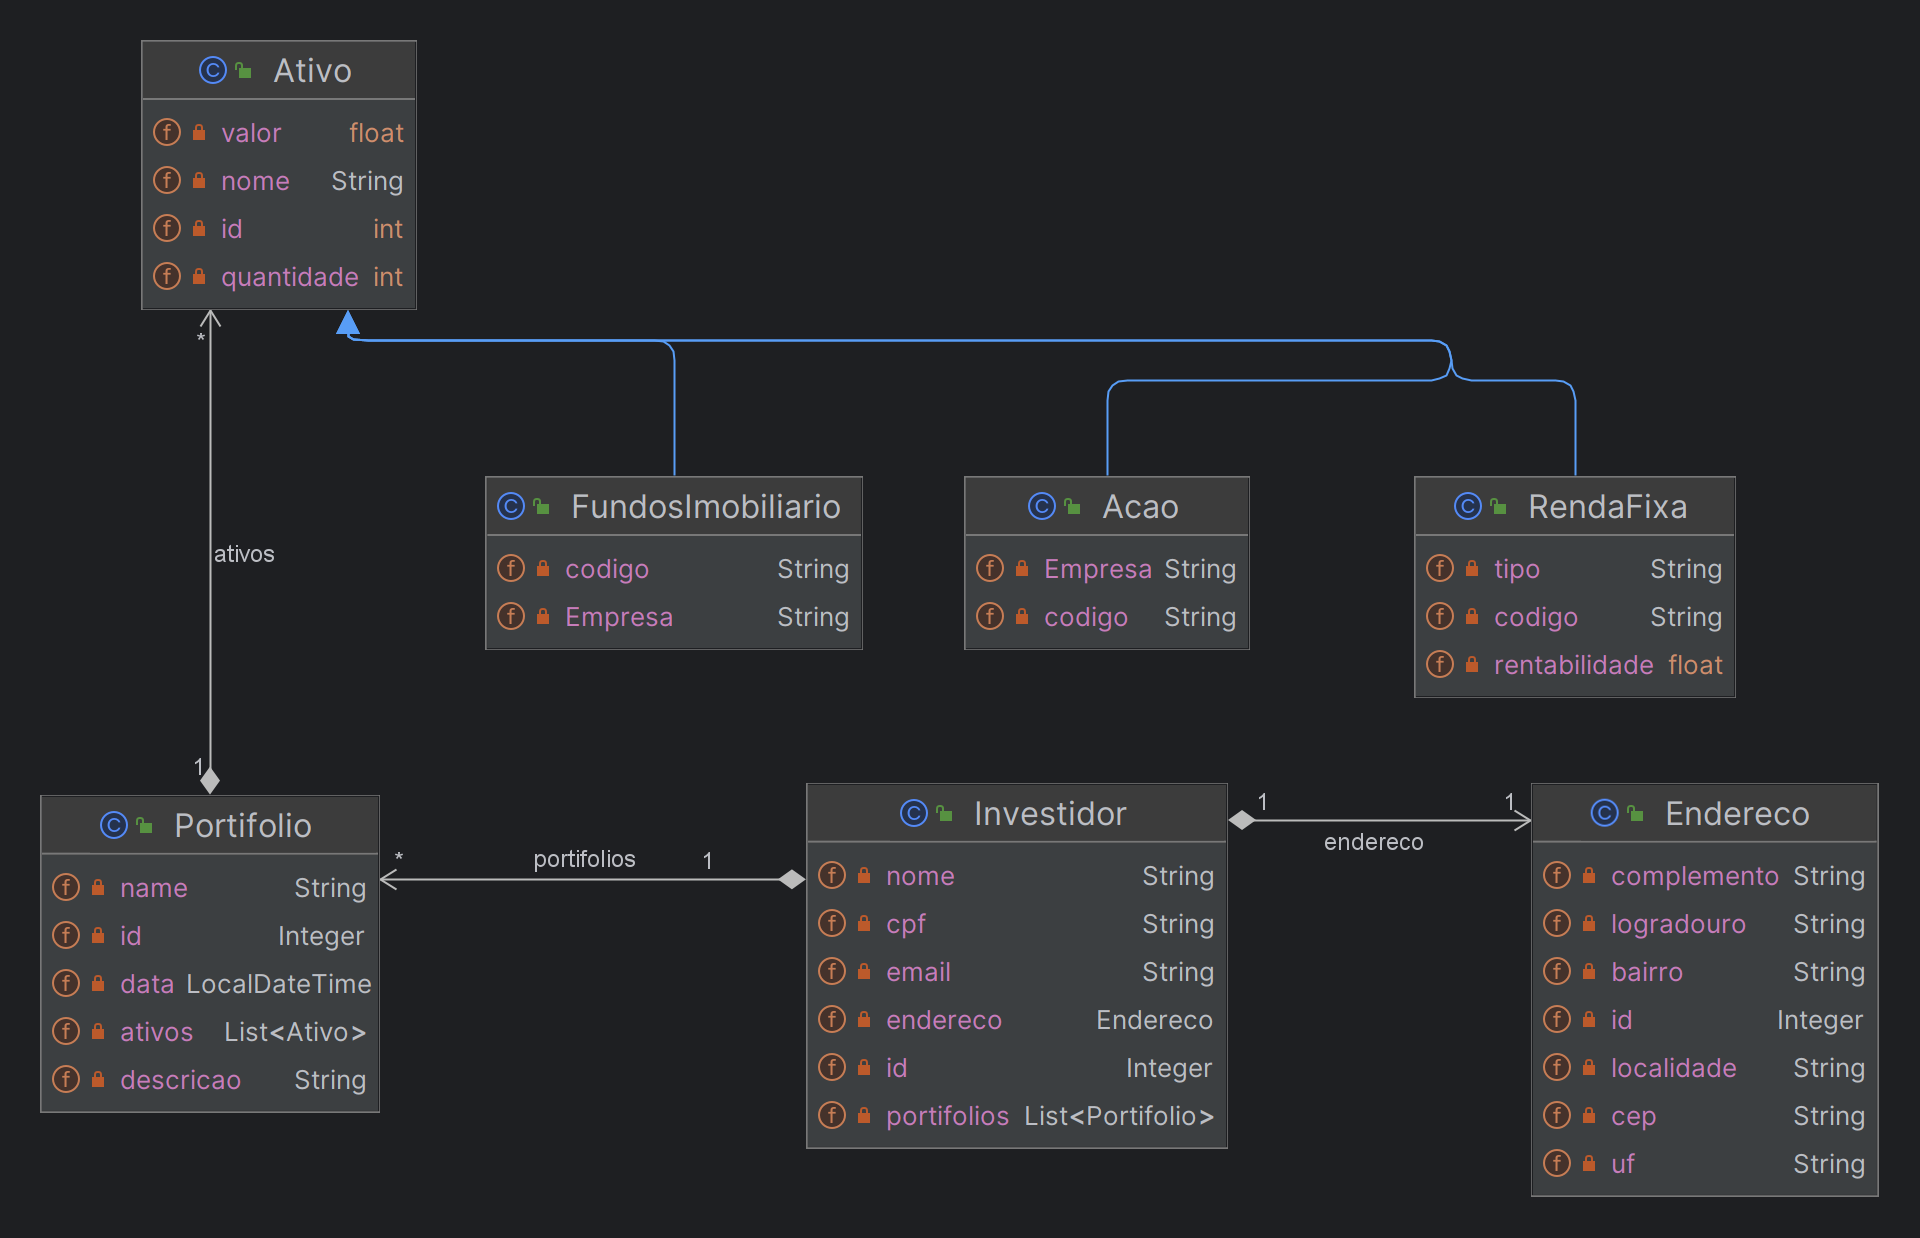 Ativo
valor float
nome String
id int
quantidade int
*
ativos
1
FundosImobiliario
codigo String
Empresa String
Acao
Empresa String
codigo String
RendaFixa
tipo String
codigo String
rentabilidade float
Portifolio
name String
id Integer
data LocalDateTime
ativos List<Ativo>
descricao String
* portifolios 1
Investidor
nome String
cpf String
email String
endereco Endereco
id Integer
portifolios List<Portifolio>
1 1
endereco
Endereco
complemento String
logradouro String
bairro String
id Integer
localidade String
cep String
uf String